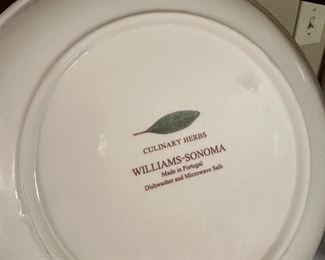 CULINARY HERBS
WILLIAMS-SONOMA
Made in Portugal
Dishwasher and Microwave Safe